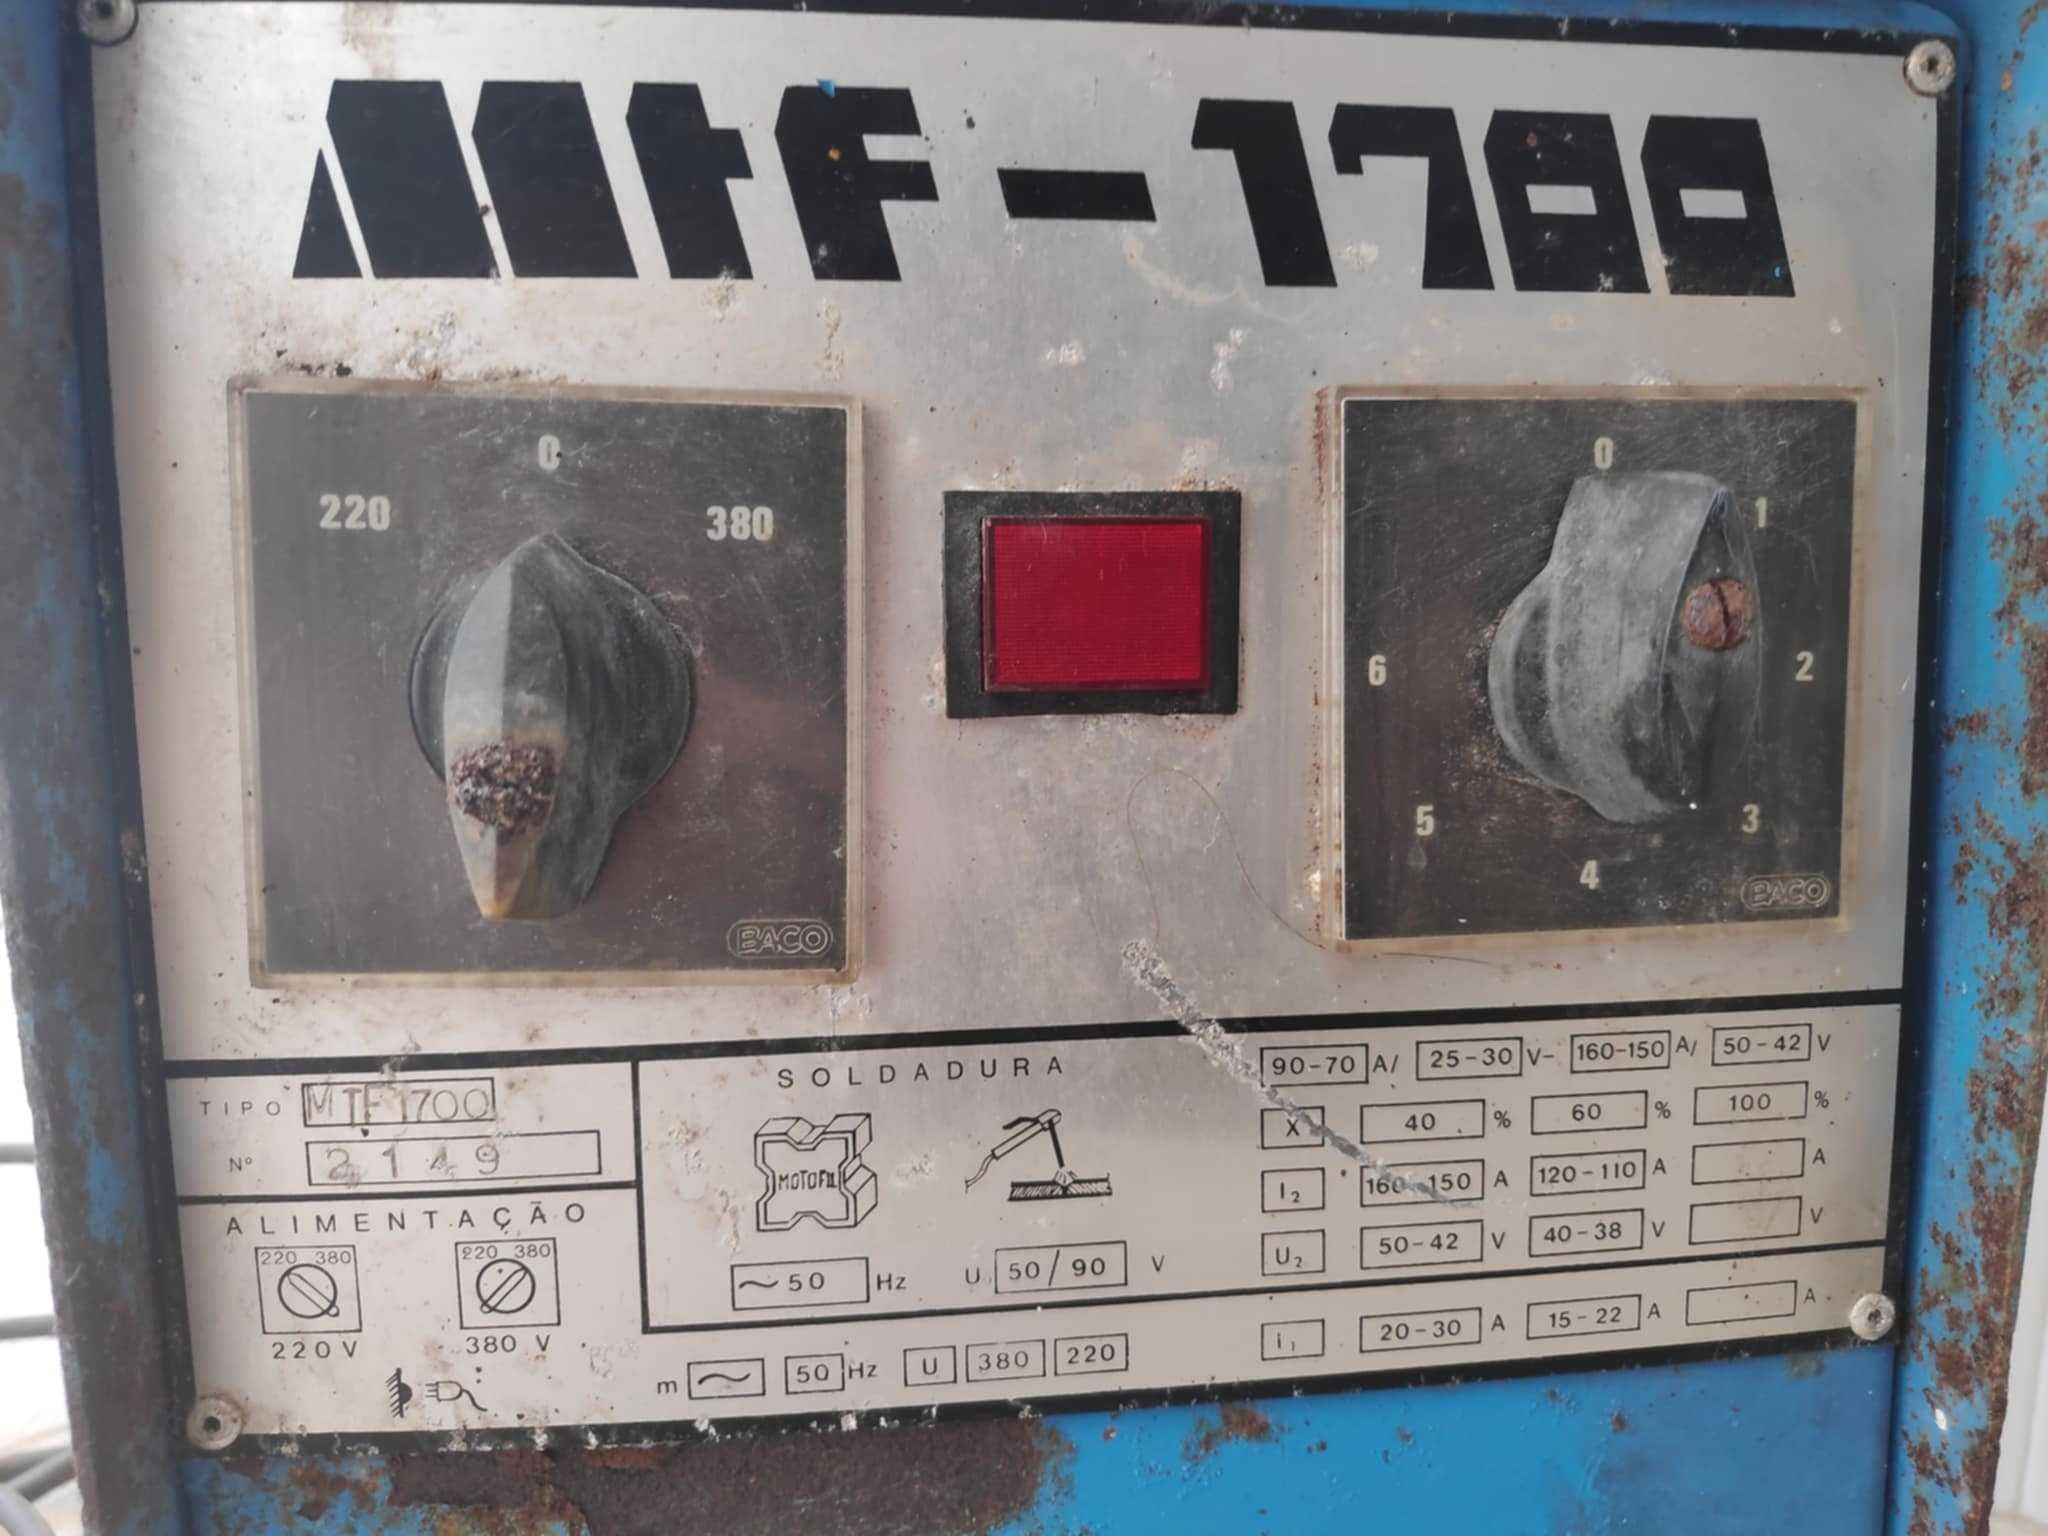 MtF-1700
0
220 380
BACO
0
1
2
3
4
5
6
BACO
TIPO MTF1700
Nº 2149
ALIMENTAÇÃO
220 380
220 V
220 380
380 V
SOLDADURA
MOTOFIL
~ 50 Hz
U 50/90 V
90-70 A/ 25-30 V- 160-150 A/ 50-42 V
X 40 % 60 % 100 %
I₂ 160-150 A 120-110 A A
U₂ 50-42 V 40-38 V V
m ~ 50 Hz U 380 220
I₁ 20-30 A 15-22 A A